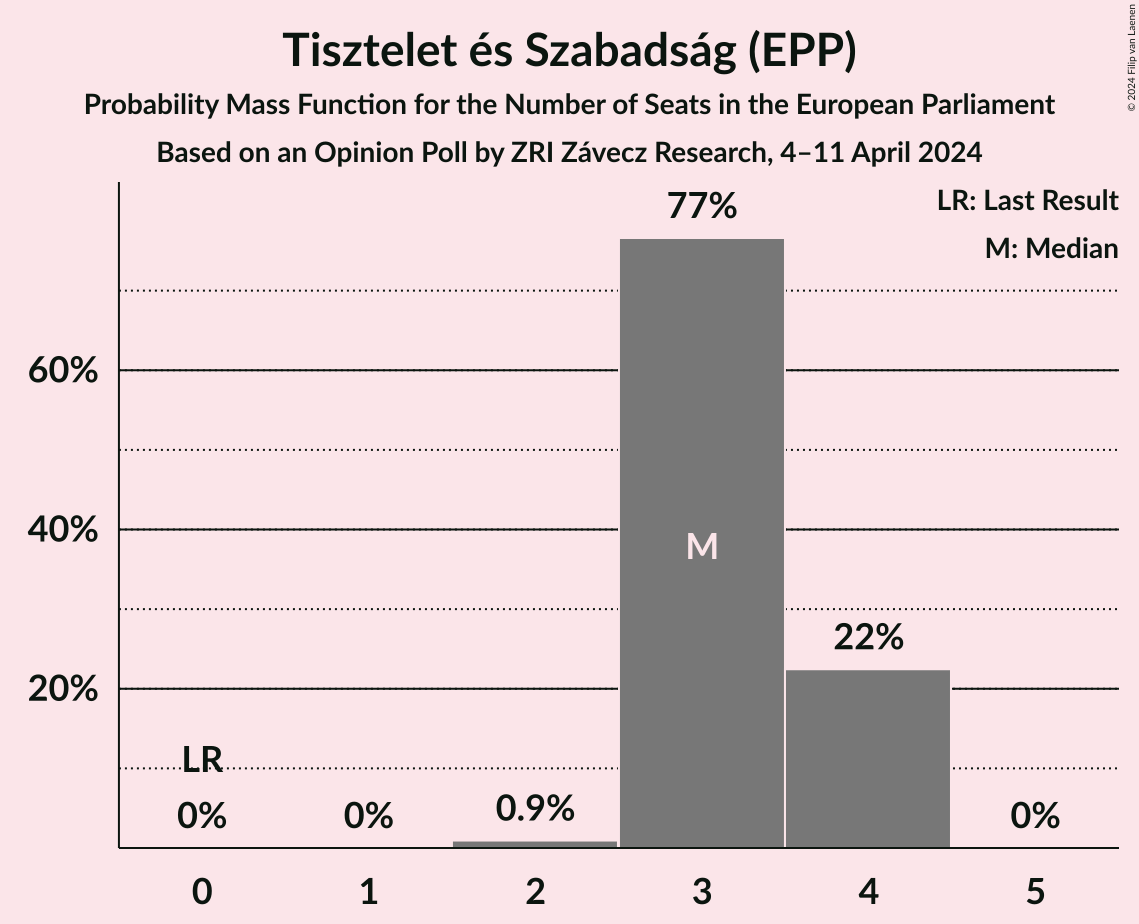 Tisztelet és Szabadság (EPP)
Probability Mass Function for the Number of Seats in the European Parliament
Based on an Opinion Poll by ZRI Závecz Research, 4–11 April 2024
© 2024 Filip van Laenen
LR: Last Result
M: Median
77%
60%
40%
M
22%
20%
LR
0%
0%
0.9%
0%
0
1
2
3
4
5